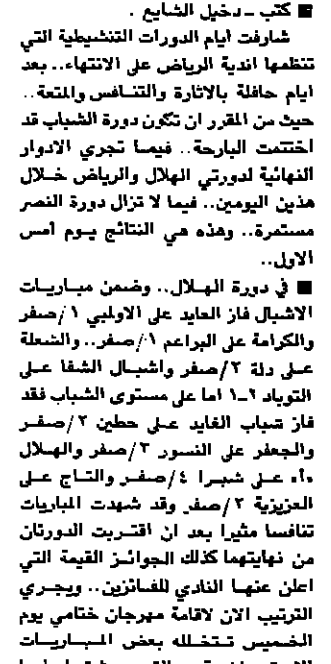 ■ كتب ـ دخيل الشايع .
شارفت أيام الدورات التنشيطية التي
تنظمها اندية الرياض على الانتهاء.. بعد
ايام حافلة بالاثارة والتنافس والمتعة..
حيث من المقرر ان تكون دورة الشباب قد
اختتمت البارحة.. فيما تجري الادوار
النهائية لدورتي الهلال والرياض خلال
هذين اليومين.. فيما لا تزال دورة النصر
مستمرة.. وهذه هي النتائج يوم أمس
الاول..
■ في دورة الهلال.. وضمن مباريات
الاشبال فاز العايد على الاولمبي ١/صفر
والكرامة على البراعم ١/صفر.. والشعلة
على دلة ٢/صفر واشبال الشفا على
التوباد ٢ـ١ اما على مستوى الشباب فقد
فاز شباب العايد على حطين ٢/صفر
والجعفر على النسور ٣/صفر والهلال
«أ» على شبرا ٤/صفر والتاج على
العزيزية ٢/صفر وقد شهدت المباريات
تنافسا مثيرا بعد ان اقتربت الدورتان
من نهايتهما كذلك الجوائز القيمة التي
اعلن عنها النادي للفائزين.. ويجري
الترتيب الان لاقامة مهرجان ختامي يوم
الخميس تتخلله بعض المباريات